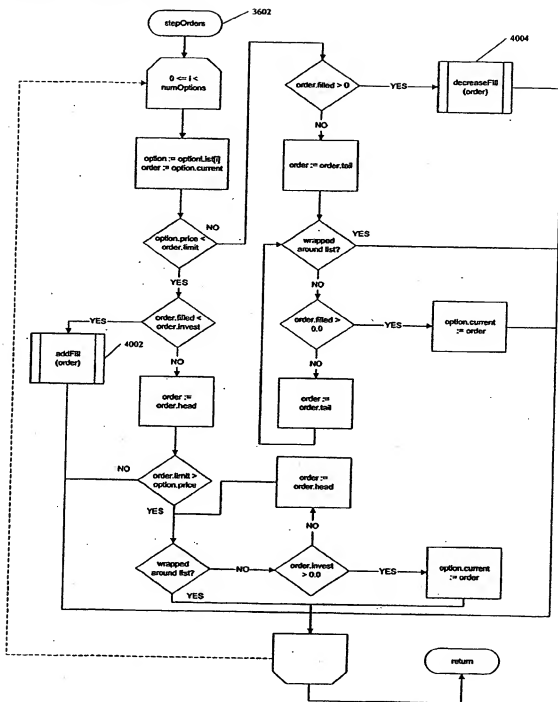 stepOrders
3602
0 <= i <
numOptions
option := optionList[i]
order := option.current
option.price <
order.limit
NO
YES
order.filled <
order.invest
YES
NO
addFill
(order)
4002
order :=
order.head
order.limit >
option.price
NO
YES
wrapped
around list?
NO
YES
order.invest
> 0.0
NO
YES
order :=
order.head
option.current
:= order
order.filled > 0
YES
NO
decreaseFill
(order)
4004
order := order.tail
wrapped
around list?
YES
NO
order.filled >
0.0
YES
NO
option.current
:= order
order :=
order.tail
return